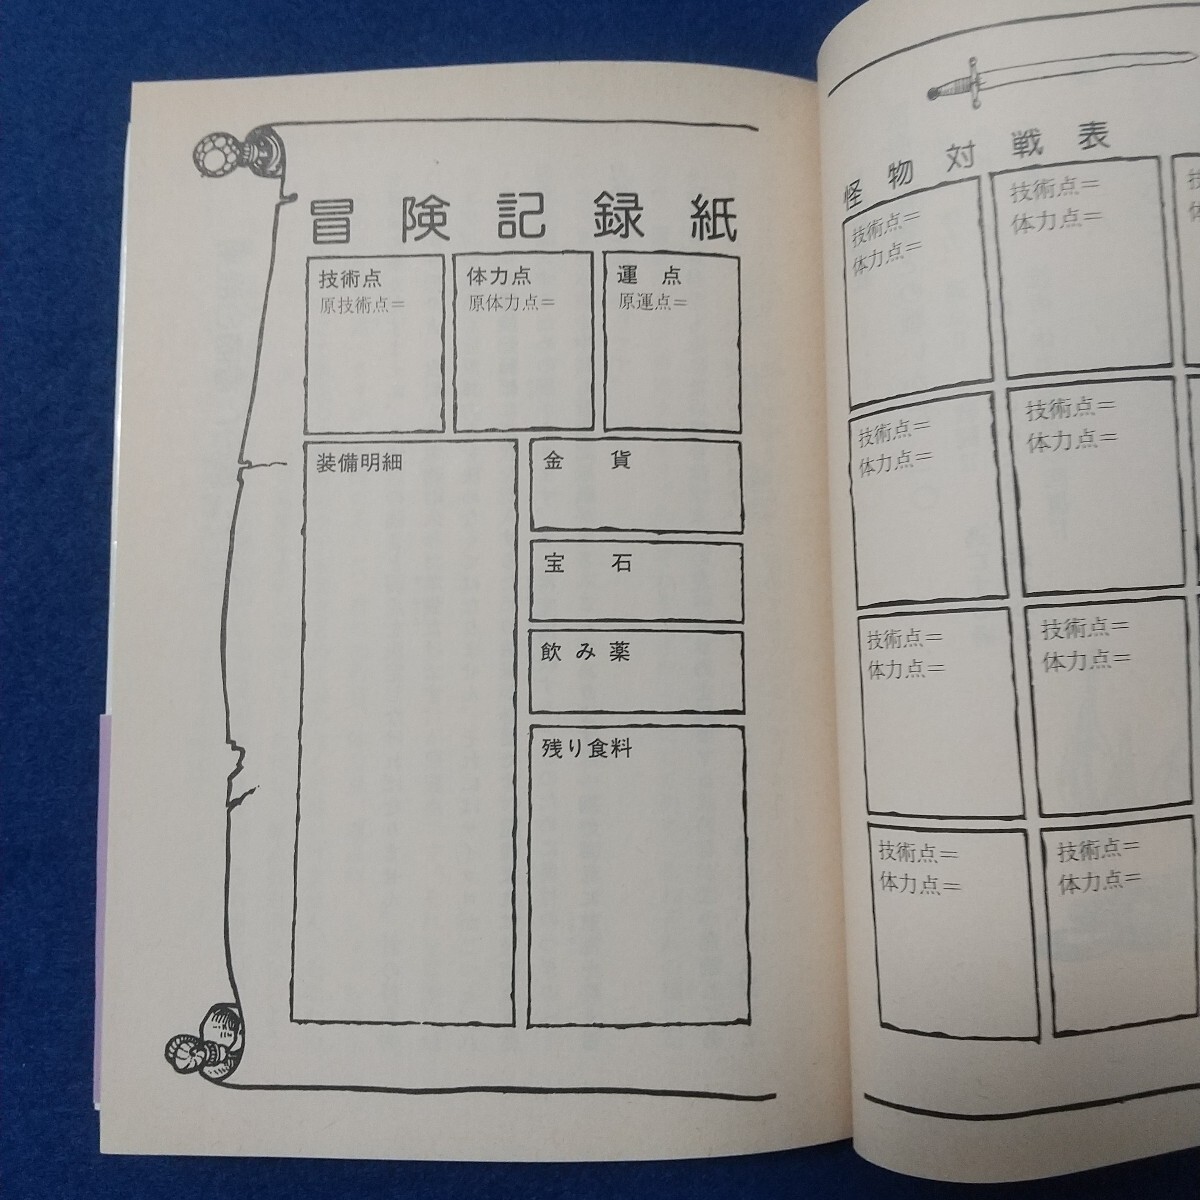 冒険記録紙
技術点
原技術点=
体力点
原体力点=
運点
原運点=
装備明細
金貨
宝石
飲み薬
残り食料
怪物対戦表
技術点=
体力点=
技術点=
体力点=
技術点=
体力点=
技術点=
体力点=
技術点=
体力点=
技術点=
体力点=
技術点=
体力点=
技術点=
体力点=